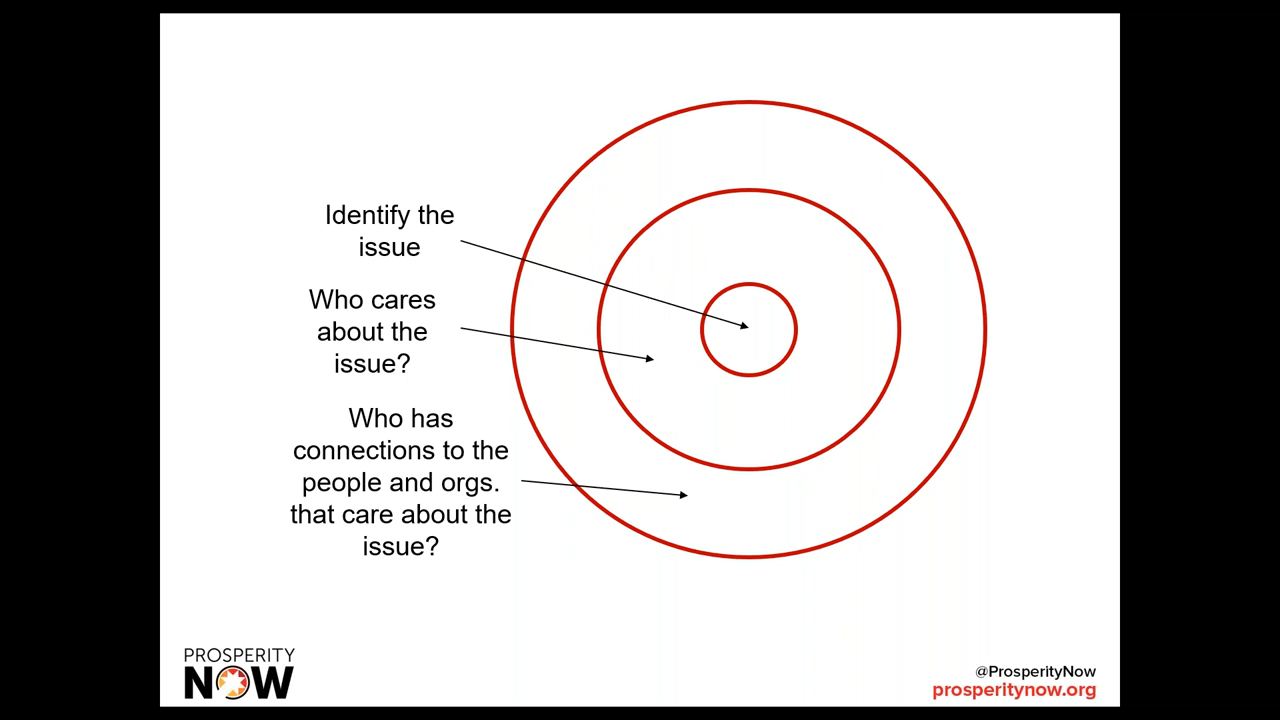 Identify the
issue
Who cares
about the
issue?
Who has
connections to the
people and orgs.
that care about the
issue?
PROSPERITY
NOW
@ProsperityNow
prosperitynow.org